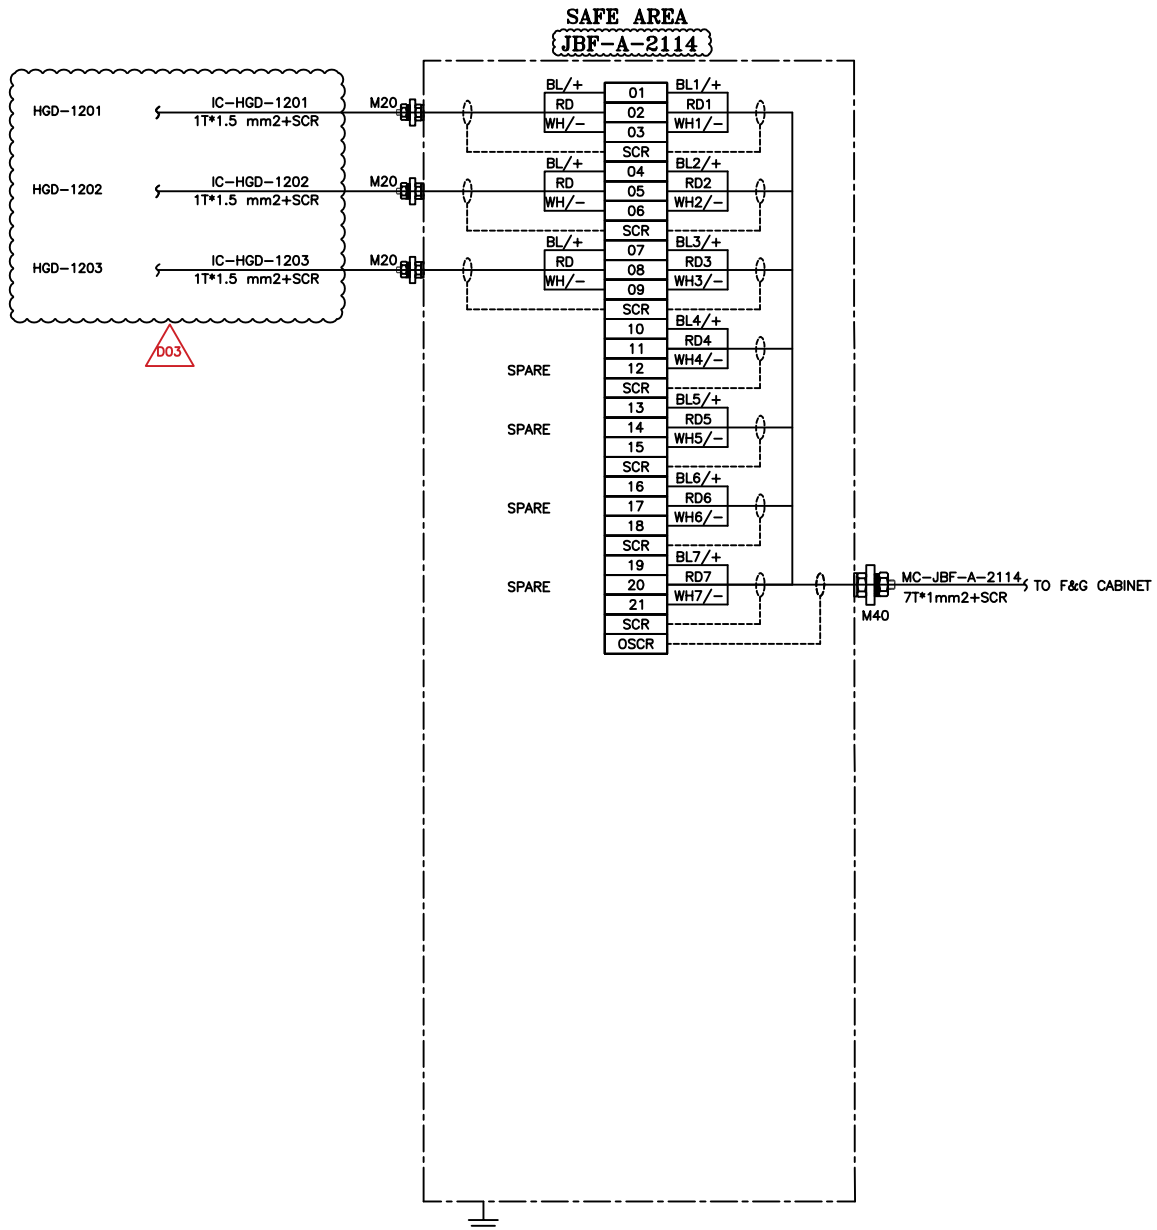 SAFE AREA
JBF-A-2114
HGD-1201
IC-HGD-1201
1T*1.5 mm2+SCR
M20
BL/+
RD
WH/-
01
02
03
SCR
BL1/+
RD1
WH1/-
HGD-1202
IC-HGD-1202
1T*1.5 mm2+SCR
M20
BL/+
RD
WH/-
04
05
06
SCR
BL2/+
RD2
WH2/-
HGD-1203
IC-HGD-1203
1T*1.5 mm2+SCR
M20
BL/+
RD
WH/-
07
08
09
SCR
BL3/+
RD3
WH3/-
D03
SPARE
10
11
12
SCR
BL4/+
RD4
WH4/-
SPARE
13
14
15
SCR
BL5/+
RD5
WH5/-
SPARE
16
17
18
SCR
BL6/+
RD6
WH6/-
SPARE
19
20
21
SCR
OSCR
BL7/+
RD7
WH7/-
M40
MC-JBF-A-2114
7T*1mm2+SCR
TO F&G CABINET